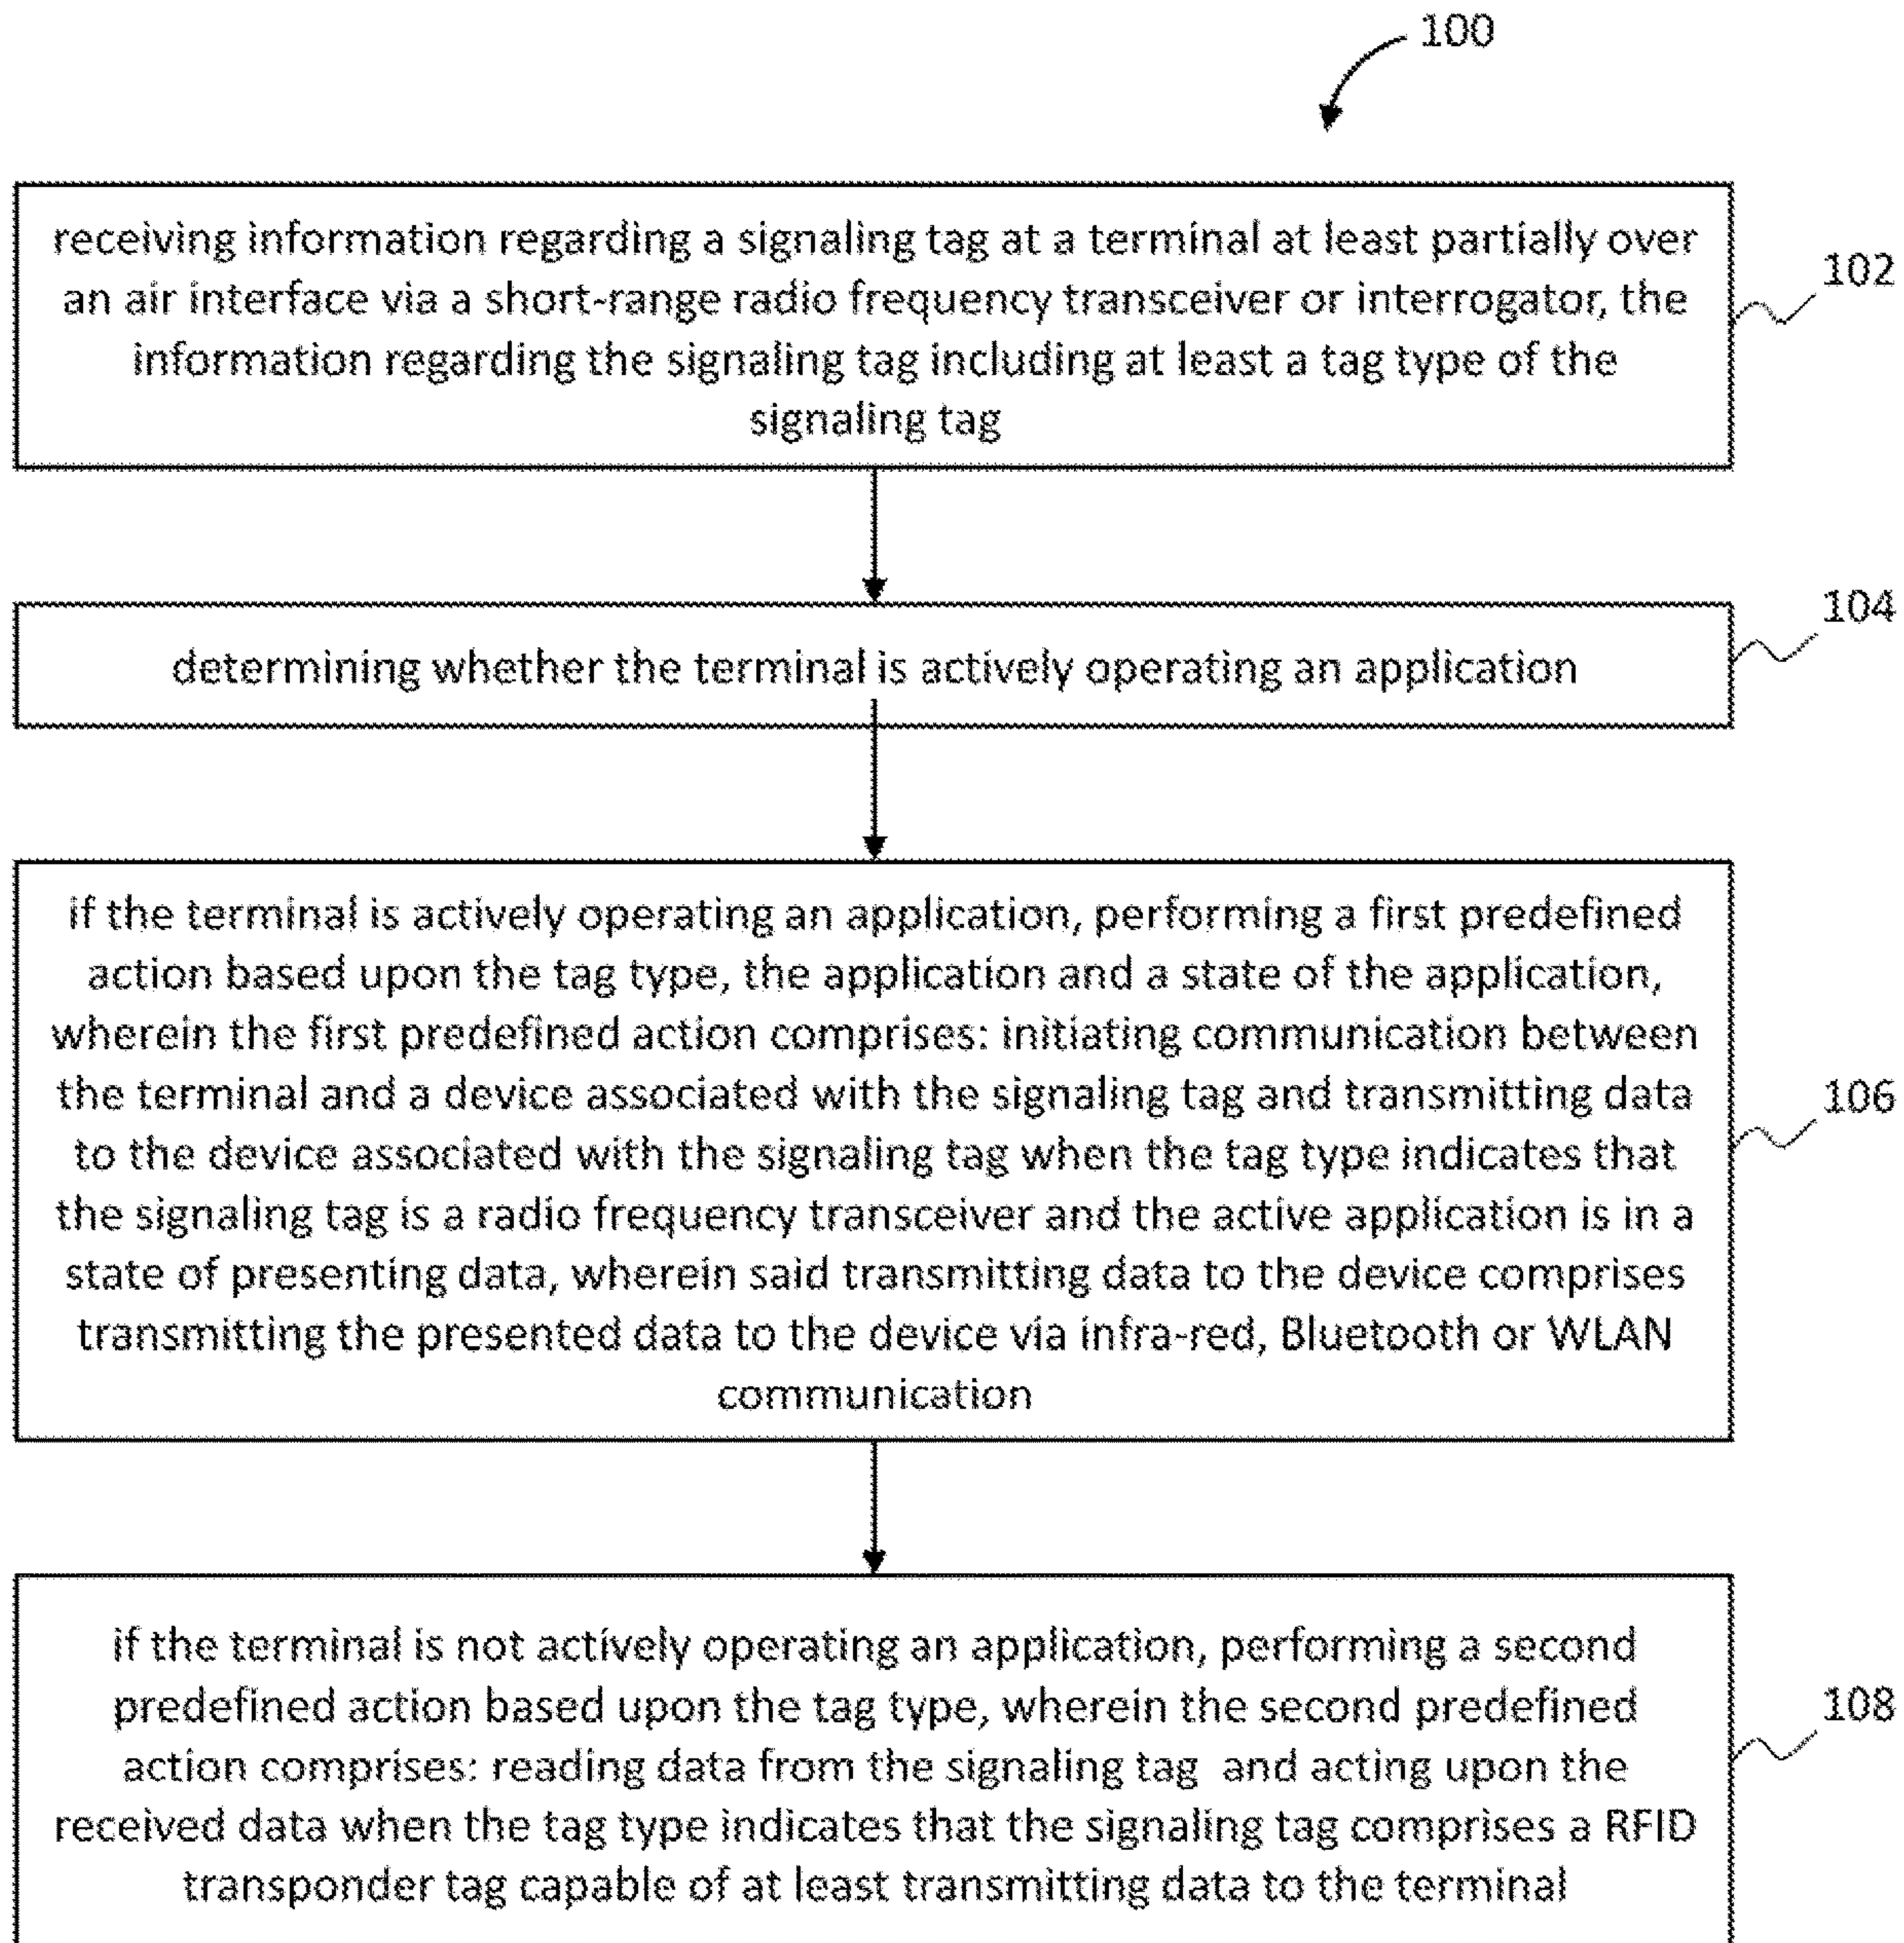 100
receiving information regarding a signaling tag at a terminal at least partially over
an air interface via a short-range radio frequency transceiver or interrogator, the
information regarding the signaling tag including at least a tag type of the
signaling tag
102
determining whether the terminal is actively operating an application
104
if the terminal is actively operating an application, performing a first predefined
action based upon the tag type, the application and a state of the application,
wherein the first predefined action comprises: initiating communication between
the terminal and a device associated with the signaling tag and transmitting data
to the device associated with the signaling tag when the tag type indicates that
the signaling tag is a radio frequency transceiver and the active application is in a
state of presenting data, wherein said transmitting data to the device comprises
transmitting the presented data to the device via infra-red, Bluetooth or WLAN
communication
106
if the terminal is not actively operating an application, performing a second
predefined action based upon the tag type, wherein the second predefined
action comprises: reading data from the signaling tag and acting upon the
received data when the tag type indicates that the signaling tag comprises a RFID
transponder tag capable of at least transmitting data to the terminal
108